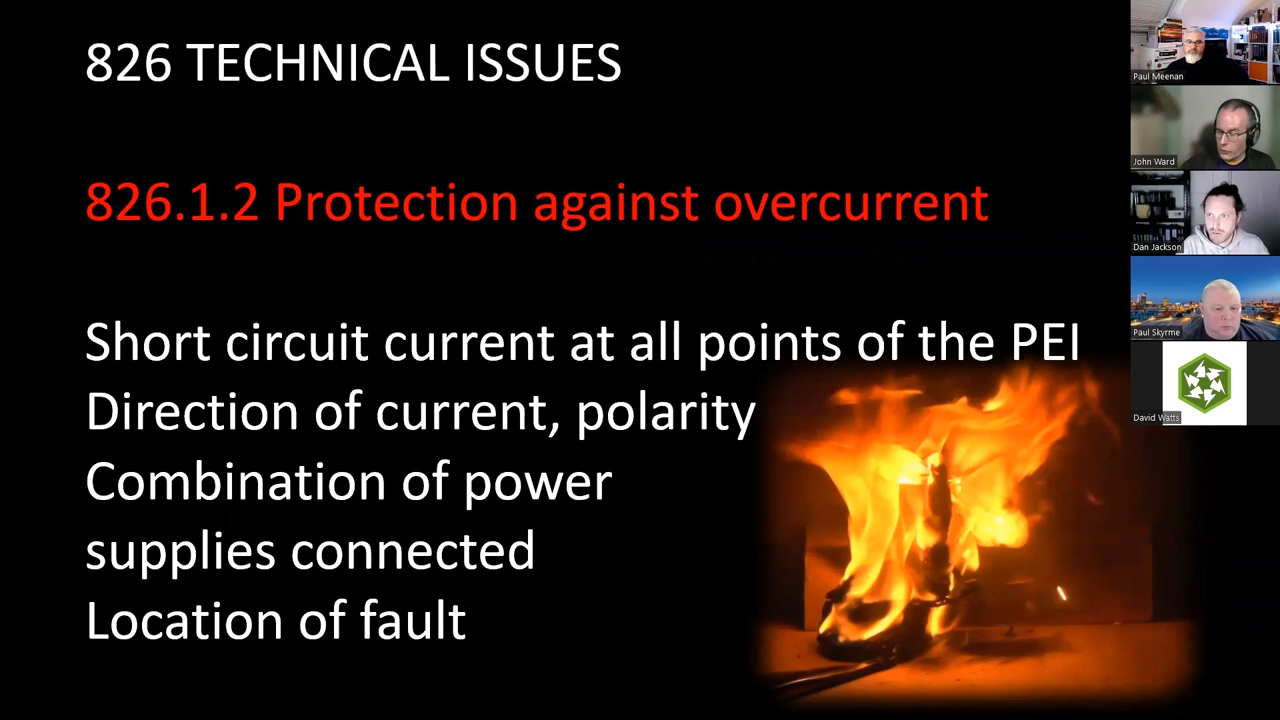 826 TECHNICAL ISSUES
826.1.2 Protection against overcurrent
Short circuit current at all points of the PEI
Direction of current, polarity
Combination of power
supplies connected
Location of fault
Paul Meenan
John Ward
Dan Jackson
Paul Skyrme
David Watts